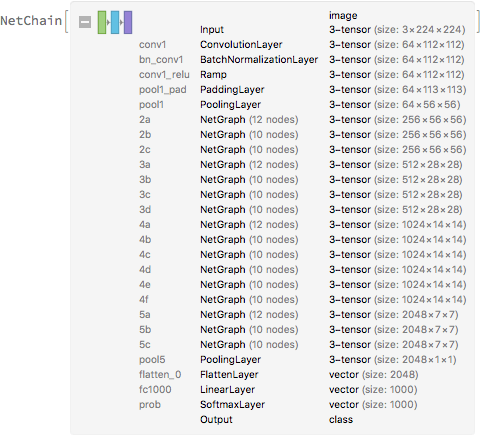 NetChain[
image
Input 3-tensor (size: 3×224×224)
conv1 ConvolutionLayer 3-tensor (size: 64×112×112)
bn_conv1 BatchNormalizationLayer 3-tensor (size: 64×112×112)
conv1_relu Ramp 3-tensor (size: 64×112×112)
pool1_pad PaddingLayer 3-tensor (size: 64×113×113)
pool1 PoolingLayer 3-tensor (size: 64×56×56)
2a NetGraph (12 nodes) 3-tensor (size: 256×56×56)
2b NetGraph (10 nodes) 3-tensor (size: 256×56×56)
2c NetGraph (10 nodes) 3-tensor (size: 256×56×56)
3a NetGraph (12 nodes) 3-tensor (size: 512×28×28)
3b NetGraph (10 nodes) 3-tensor (size: 512×28×28)
3c NetGraph (10 nodes) 3-tensor (size: 512×28×28)
3d NetGraph (10 nodes) 3-tensor (size: 512×28×28)
4a NetGraph (12 nodes) 3-tensor (size: 1024×14×14)
4b NetGraph (10 nodes) 3-tensor (size: 1024×14×14)
4c NetGraph (10 nodes) 3-tensor (size: 1024×14×14)
4d NetGraph (10 nodes) 3-tensor (size: 1024×14×14)
4e NetGraph (10 nodes) 3-tensor (size: 1024×14×14)
4f NetGraph (10 nodes) 3-tensor (size: 1024×14×14)
5a NetGraph (12 nodes) 3-tensor (size: 2048×7×7)
5b NetGraph (10 nodes) 3-tensor (size: 2048×7×7)
5c NetGraph (10 nodes) 3-tensor (size: 2048×7×7)
pool5 PoolingLayer 3-tensor (size: 2048×1×1)
flatten_0 FlattenLayer vector (size: 2048)
fc1000 LinearLayer vector (size: 1000)
prob SoftmaxLayer vector (size: 1000)
Output class
]